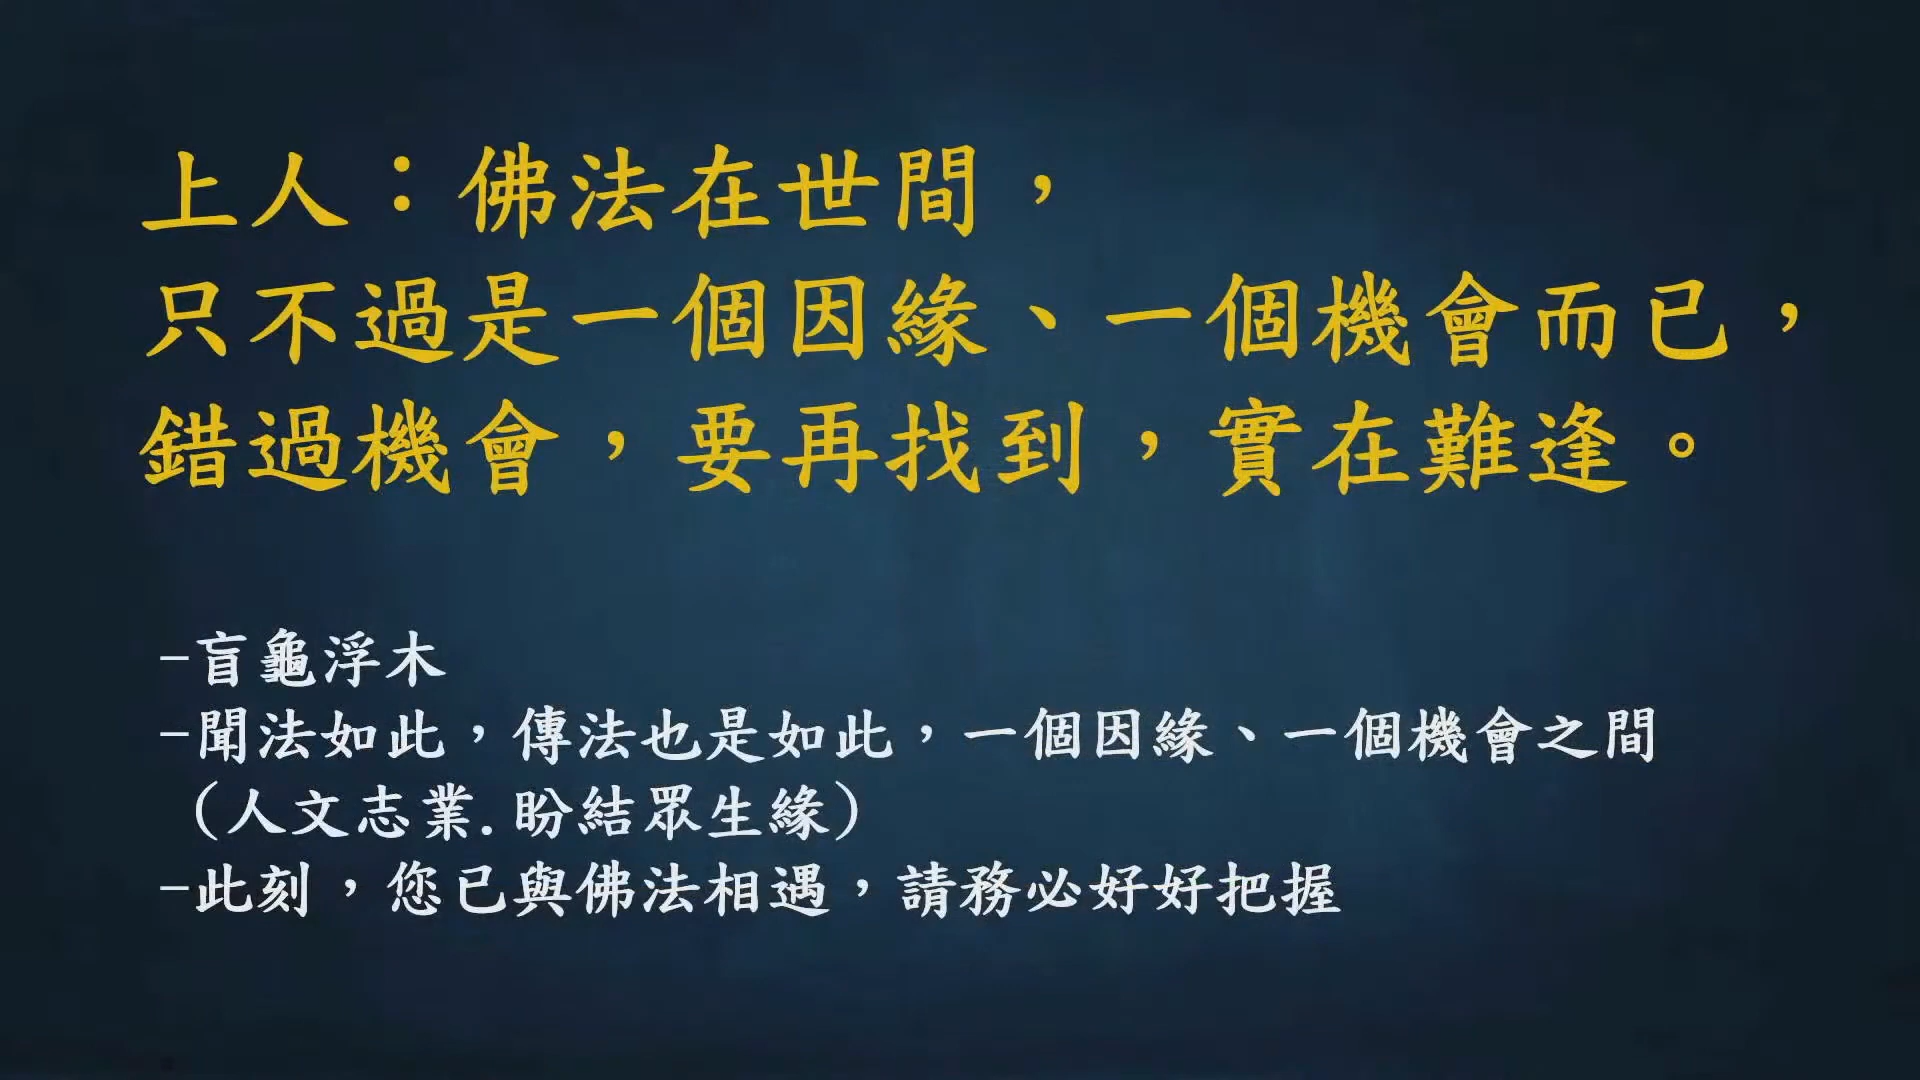 上人：佛法在世間，
只不過是一個因緣、一個機會而已，
錯過機會，要再找到，實在難逢。
-盲龜浮木
-聞法如此，傳法也是如此，一個因緣、一個機會之間
(人文志業.盼結眾生緣)
-此刻，您已與佛法相遇，請務必好好把握